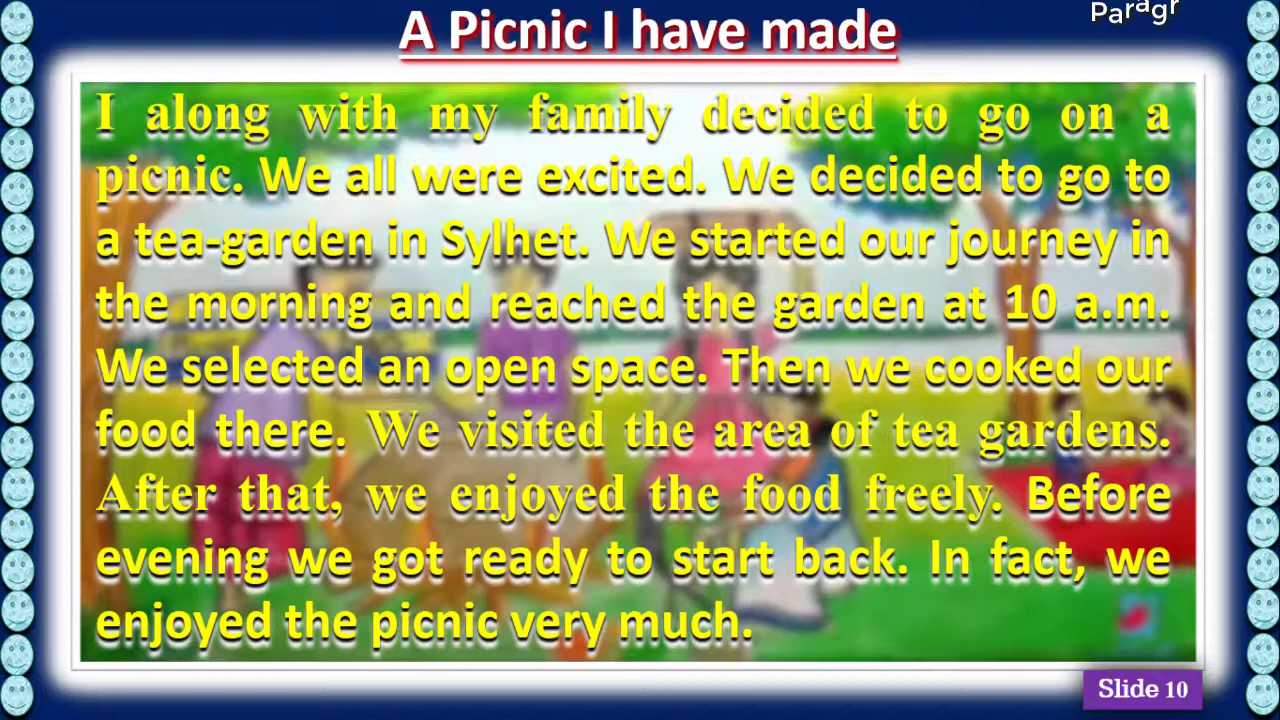 Paragr
A Picnic I have made
I along with my family decided to go on a
picnic. We all were excited. We decided to go to
a tea-garden in Sylhet. We started our journey in
the morning and reached the garden at 10 a.m.
We selected an open space. Then we cooked our
food there. We visited the area of tea gardens.
After that, we enjoyed the food freely. Before
evening we got ready to start back. In fact, we
enjoyed the picnic very much.
Slide 10